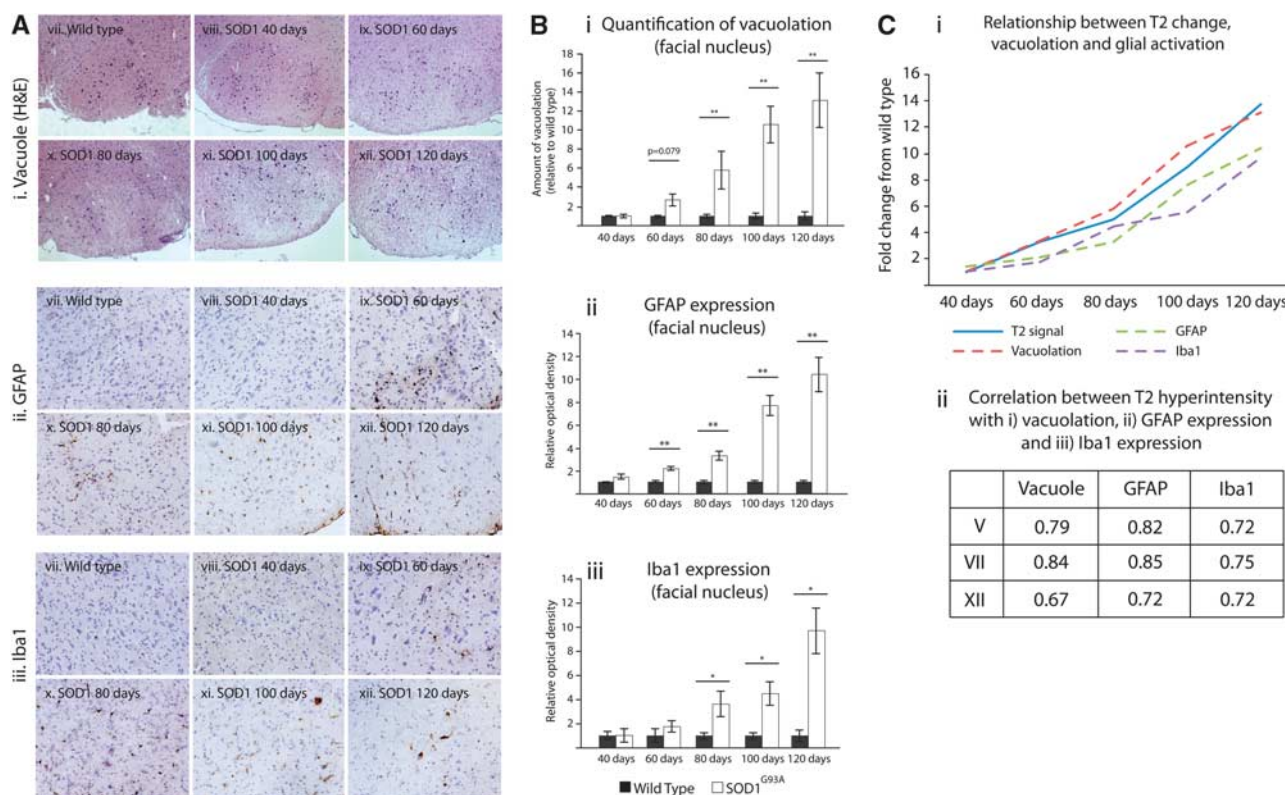 A
i. Vacuole (H&E)
vii. Wild type
viii. SOD1 40 days
ix. SOD1 60 days
x. SOD1 80 days
xi. SOD1 100 days
xii. SOD1 120 days
ii. GFAP
vii. Wild type
viii. SOD1 40 days
ix. SOD1 60 days
x. SOD1 80 days
xi. SOD1 100 days
xii. SOD1 120 days
iii. Iba1
vii. Wild type
viii. SOD1 40 days
ix. SOD1 60 days
x. SOD1 80 days
xi. SOD1 100 days
xii. SOD1 120 days
B
i
Quantification of vacuolation
(facial nucleus)
Amount of vacuolation
(relative to wild type)
18
16
14
12
10
8
6
4
2
p=0.079
**
**
**
40 days 60 days 80 days 100 days 120 days
ii
GFAP expression
(facial nucleus)
Relative optical density
14
12
10
8
6
4
2
**
**
**
**
40 days 60 days 80 days 100 days 120 days
iii
Iba1 expression
(facial nucleus)
Relative optical density
14
12
10
8
6
4
2
*
*
*
40 days 60 days 80 days 100 days 120 days
Wild Type SOD1 G93A
C
i
Relationship between T2 change,
vacuolation and glial activation
Fold change from wild type
16
14
12
10
8
6
4
2
40 days 60 days 80 days 100 days 120 days
T2 signal GFAP
Vacuolation Iba1
ii
Correlation between T2 hyperintensity
with i) vacuolation, ii) GFAP expression
and iii) Iba1 expression
Vacuole GFAP Iba1
V 0.79 0.82 0.72
VII 0.84 0.85 0.75
XII 0.67 0.72 0.72